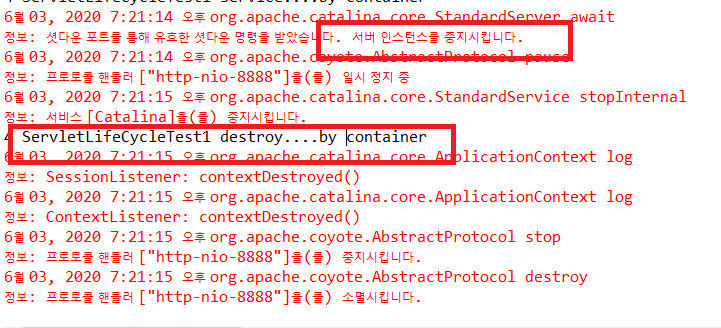 4 ServletLifeCycleTest1 service....by container
6월 03, 2020 7:21:14 오후 org.apache.catalina.core.StandardServer await
정보: 셧다운 포트를 통해 유효한 셧다운 명령을 받았습니다. 서버 인스턴스를 중지시킵니다.
6월 03, 2020 7:21:14 오후 org.apache.coyote.AbstractProtocol pause
정보: 프로토콜 핸들러 ["http-nio-8888"]을(를) 일시 정지 중
6월 03, 2020 7:21:15 오후 org.apache.catalina.core.StandardService stopInternal
정보: 서비스 [Catalina]을(를) 중지시킵니다.
4 ServletLifeCycleTest1 destroy....by container
6월 03, 2020 7:21:15 오후 org.apache.catalina.core.ApplicationContext log
정보: SessionListener: contextDestroyed()
6월 03, 2020 7:21:15 오후 org.apache.catalina.core.ApplicationContext log
정보: ContextListener: contextDestroyed()
6월 03, 2020 7:21:15 오후 org.apache.coyote.AbstractProtocol stop
정보: 프로토콜 핸들러 ["http-nio-8888"]을(를) 중지시킵니다.
6월 03, 2020 7:21:15 오후 org.apache.coyote.AbstractProtocol destroy
정보: 프로토콜 핸들러 ["http-nio-8888"]을(를) 소멸시킵니다.